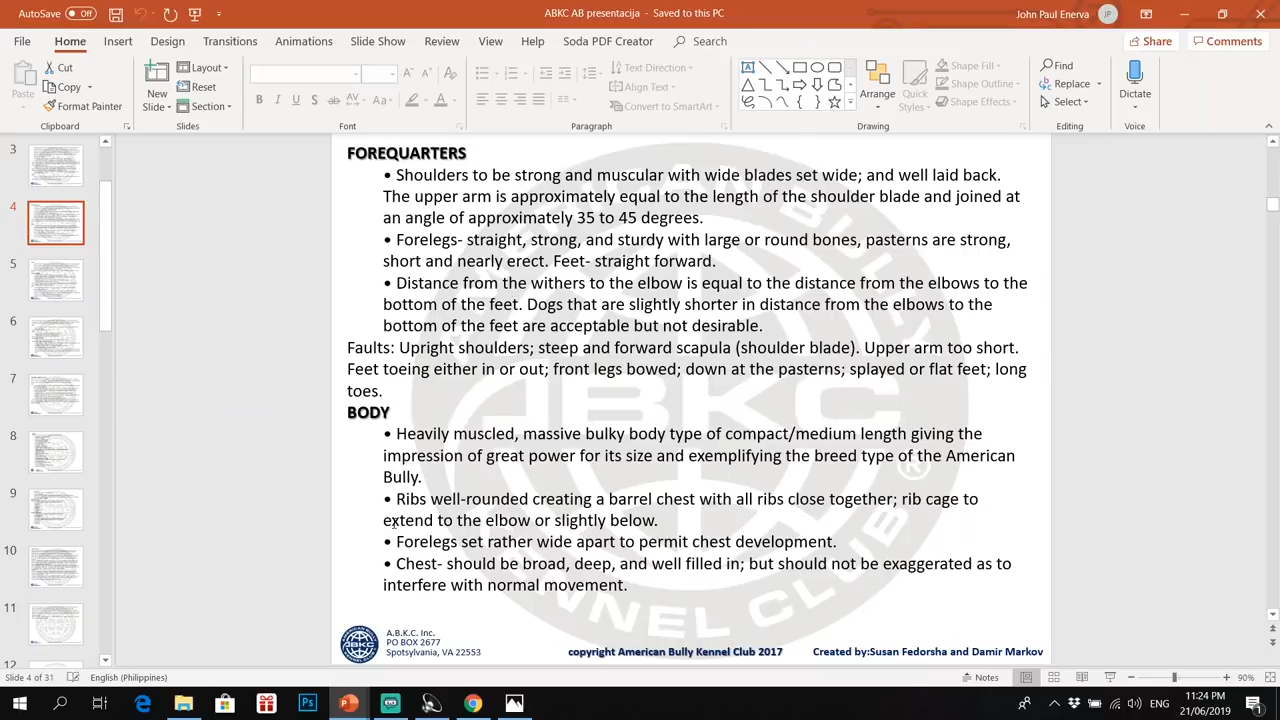 AutoSave
ABKC Patipenicija - Saved to this PC
John Paul Garcia
JP
File Home Insert Design Transitions Animations Slide Show Review View Help Soda PDF Creator Search
Share Comments
Paste
Cut
Copy
Format Painter
Clipboard
New
Slide
Layout
Reset
Section
Slides
Font
Text Direction
Align Text
Convert to SmartArt
Paragraph
Arrange
Quick
Styles
Shape Fill
Shape Outline
Shape Effects
Drawing
Find
Replace
Select
Editing
Dictate
Voice
3
4
7
10
11
12
FOREQUARTERS
• Shoulders to be strong and muscular with wide blades set wide; and well laid back.
The upper arm is approximatelly equal to the length of the shoulder blade and joined at
an angle of approximately 35 to 45 degrees.
• Forelegs straight, strong, and sturdy with large or round bones, pasterns are strong,
short and nearly erect. Feet- straight forward.
• Distance from the withers to the elbow is equal to the distance from the elbows to the
bottom of the feet. Dogs that are slightly shorter in distance from the elbows to the
bottom of the feet are acceptable but not desirable.
Faults: upright shoulders; steep and forward scapula (shoulder blade). Upper arm too short.
Feet toeing either in or out; front legs bowed; down in the pasterns; splayed or flat feet; long
toes.
BODY
• Heavily muscled, massive bulky body type of compact/medium length giving the
impression of great power for its size and exemplifying the breed type of the American
Bully.
• Ribs well-sprung creating a barrel chest with all ribs close together; rib cage to
extend to the elbow or slightly below.
• Forelegs set rather wide apart to permit chest development.
• Chest should be broad, deep, and well filled in; but should not be exaggerated as to
interfere with normal movement.
ABKC
A.B.K.C. Inc.
PO BOX 2677
Spotsylvania, VA 22553
copyright American Bully Kennel Club 2017
Created by:Susan Fedorsha and Damir Markov
Slide 4 of 31 English (Philippines) Notes 90%
11:24 PM
21/06/2019
ENG